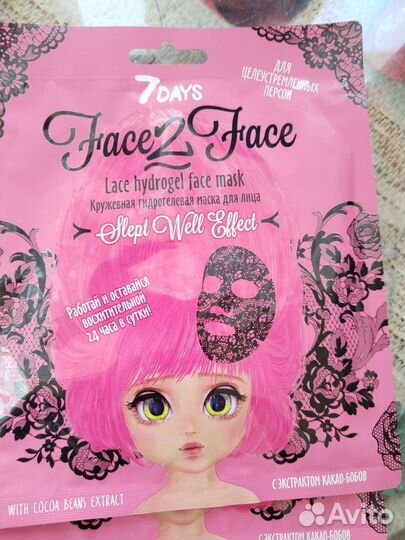 7DAYS
ДЛЯ
ЦЕЛЕУСТРЕМЛЕННЫХ
ПЕРСОН
Face2Face
Lace hydrogel face mask
Кружевная гидрогелевая маска для лица
Slept Well Effect
Работай и оставайся
восхитительной
24 часа в сутки!
WITH COCOA BEANS EXTRACT
С ЭКСТРАКТОМ КАКАО-БОБОВ
С ЭКСТРАКТОМ КАКАО-БОБОВ
Avito